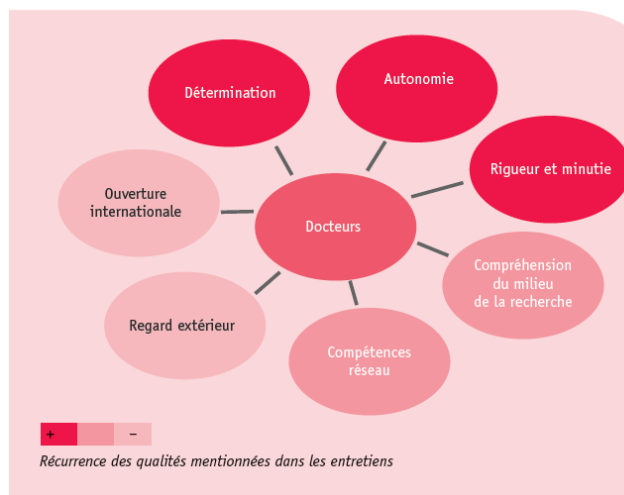 Détermination
Autonomie
Rigueur et minutie
Ouverture
internationale
Docteurs
Compréhension
du milieu
de la recherche
Regard extérieur
Compétences
réseau
+ –
Récurrence des qualités mentionnées dans les entretiens